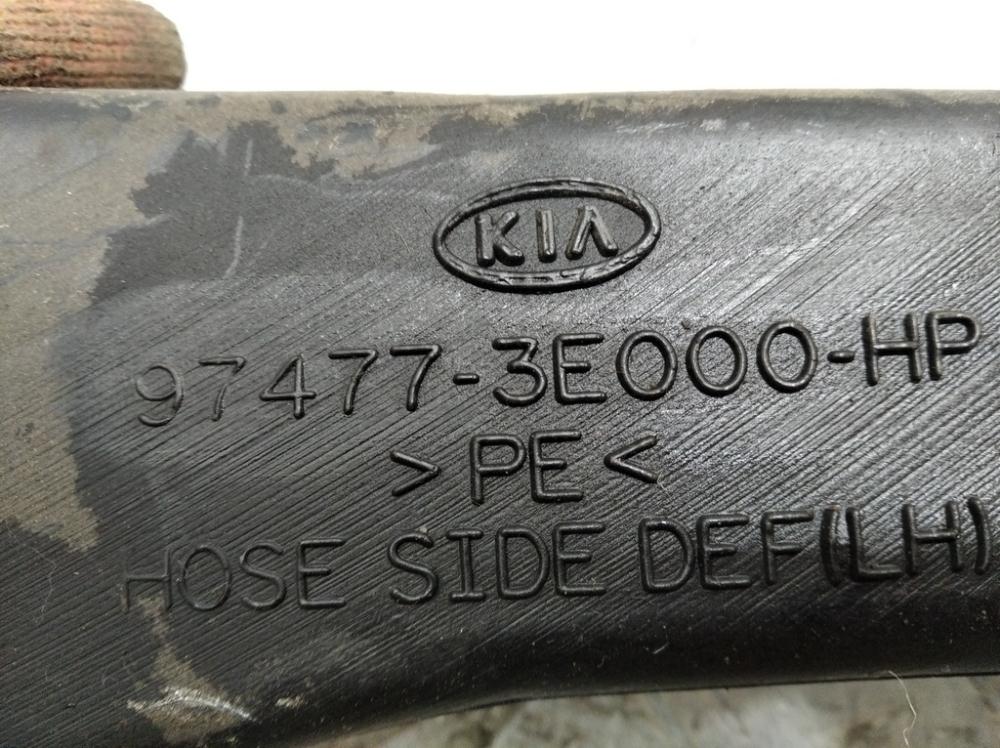 KIA
97477-3E000-HP
>PE<
HOSE SIDE DEF(LH)